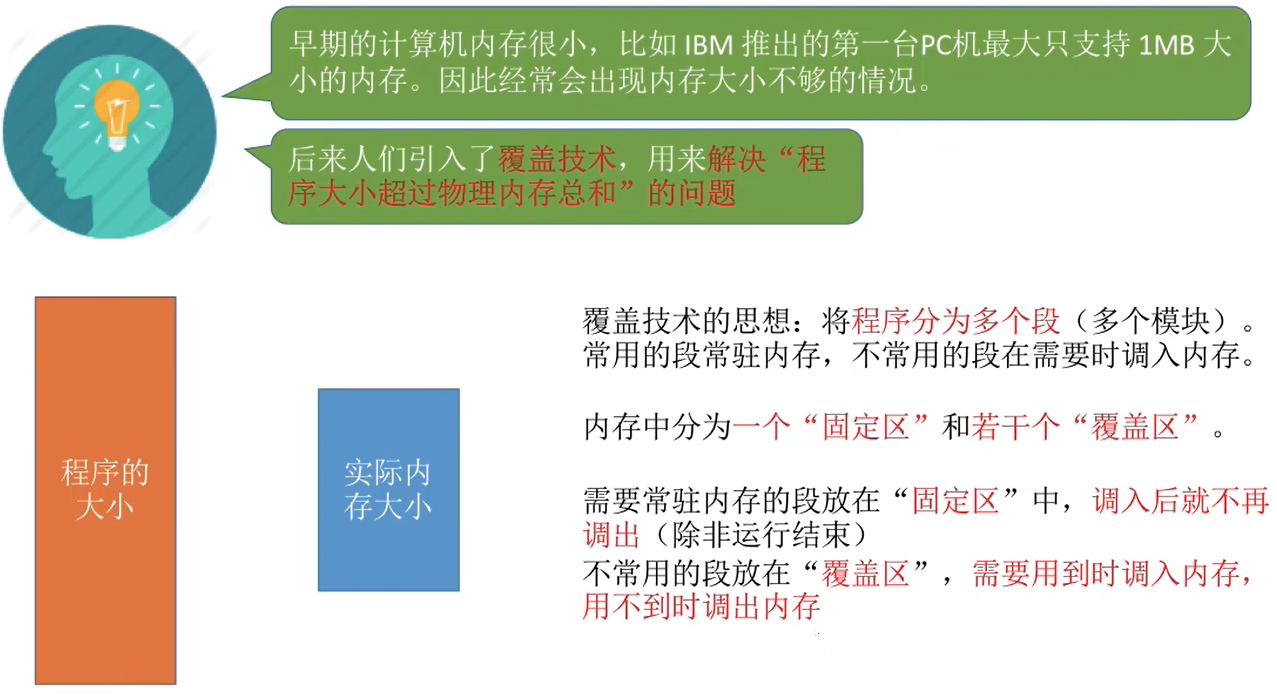 早期的计算机内存很小，比如 IBM 推出的第一台PC机最大只支持 1MB 大
小的内存。因此经常会出现内存大小不够的情况。
后来人们引入了覆盖技术，用来解决“程
序大小超过物理内存总和”的问题
覆盖技术的思想：将程序分为多个段（多个模块）。
常用的段常驻内存，不常用的段在需要时调入内存。
内存中分为一个“固定区”和若干个“覆盖区”。
需要常驻内存的段放在“固定区”中，调入后就不再
调出（除非运行结束）
不常用的段放在“覆盖区”，需要用到时调入内存，
用不到时调出内存
程序的
大小
实际内
存大小